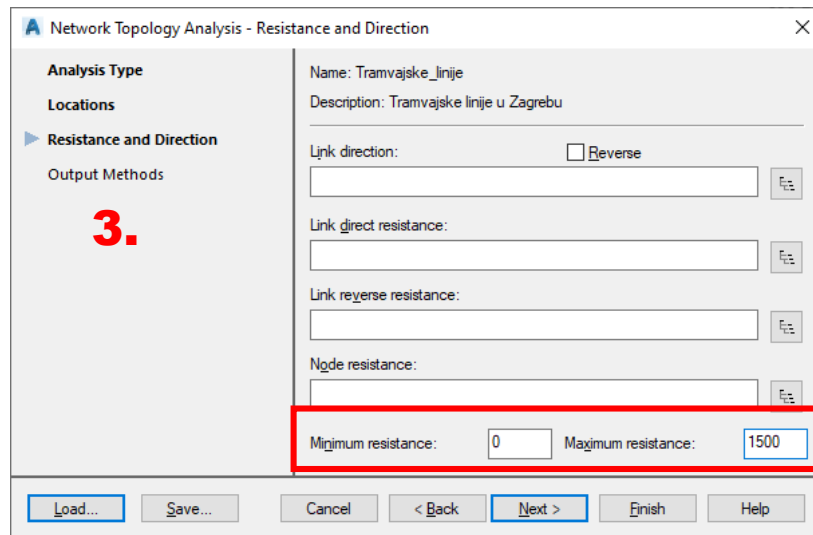 Network Topology Analysis - Resistance and Direction
Analysis Type
Locations
Resistance and Direction
Output Methods
3.
Name: Tramvajske_linije
Description: Tramvajske linije u Zagrebu
Link direction:
Reverse
Link direct resistance:
Link reverse resistance:
Node resistance:
Minimum resistance: 0 Maximum resistance: 1500
Load... Save... Cancel < Back Next > Finish Help